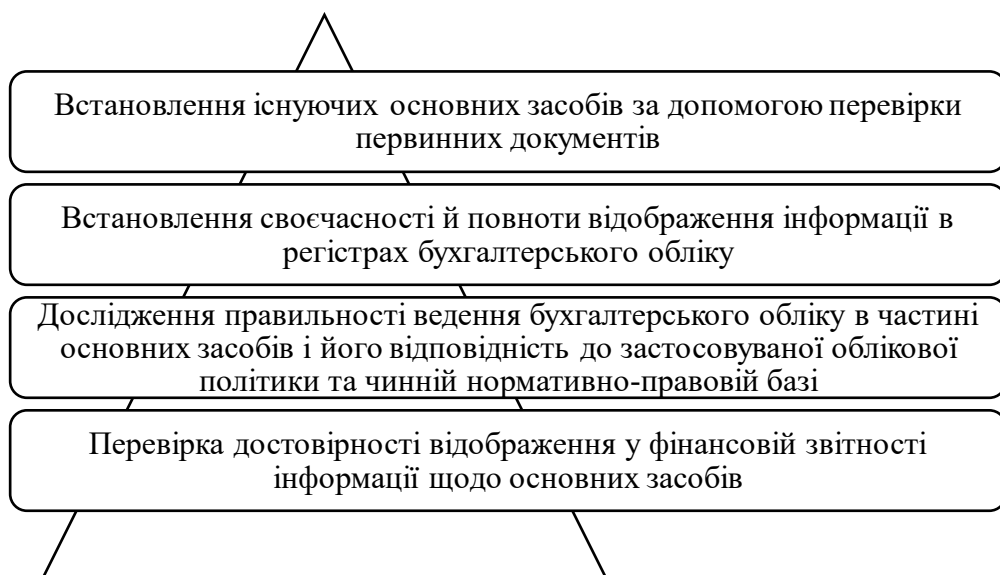 Встановлення існуючих основних засобів за допомогою перевірки
первинних документів
Встановлення своєчасності й повноти відображення інформації в
регістрах бухгалтерського обліку
Дослідження правильності ведення бухгалтерського обліку в частині
основних засобів і його відповідність до застосовуваної облікової
політики та чинній нормативно-правовій базі
Перевірка достовірності відображення у фінансовій звітності
інформації щодо основних засобів